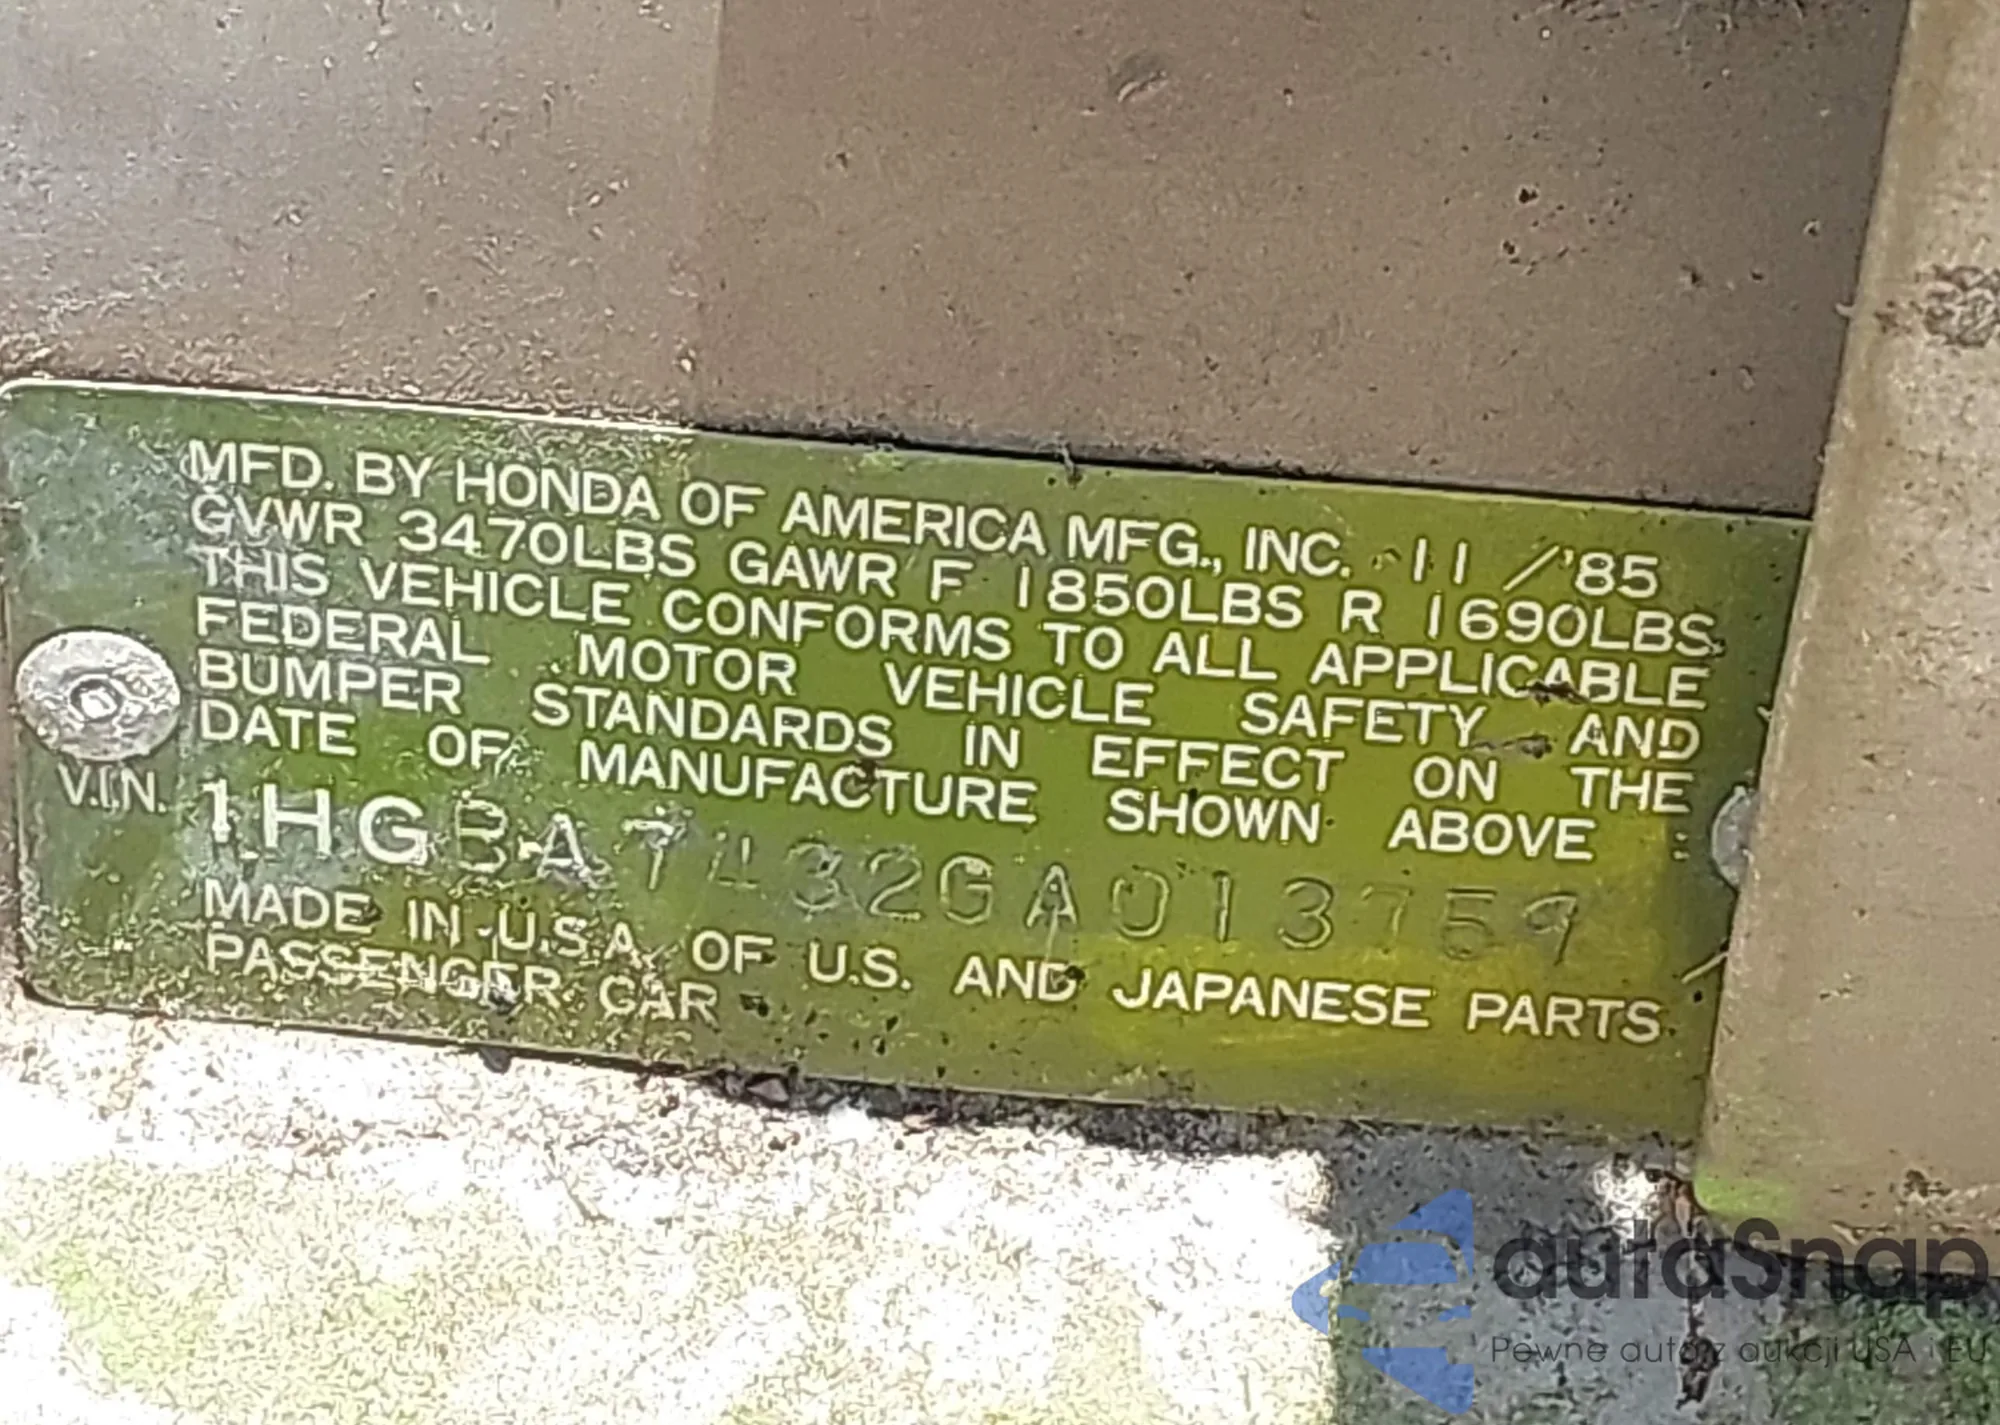 MFD. BY HONDA OF AMERICA MFG., INC. 11 /'85
GVWR 3470LBS GAWR F 1850LBS R 1690LBS
THIS VEHICLE CONFORMS TO ALL APPLICABLE
FEDERAL MOTOR VEHICLE SAFETY AND
BUMPER STANDARDS IN EFFECT ON THE
DATE OF MANUFACTURE SHOWN ABOVE
V.I.N. 1HGBA7432GA013759
MADE IN U.S.A. OF U.S. AND JAPANESE PARTS
PASSENGER CAR
autaSnap
Pewne auta z aukcji USA i EU